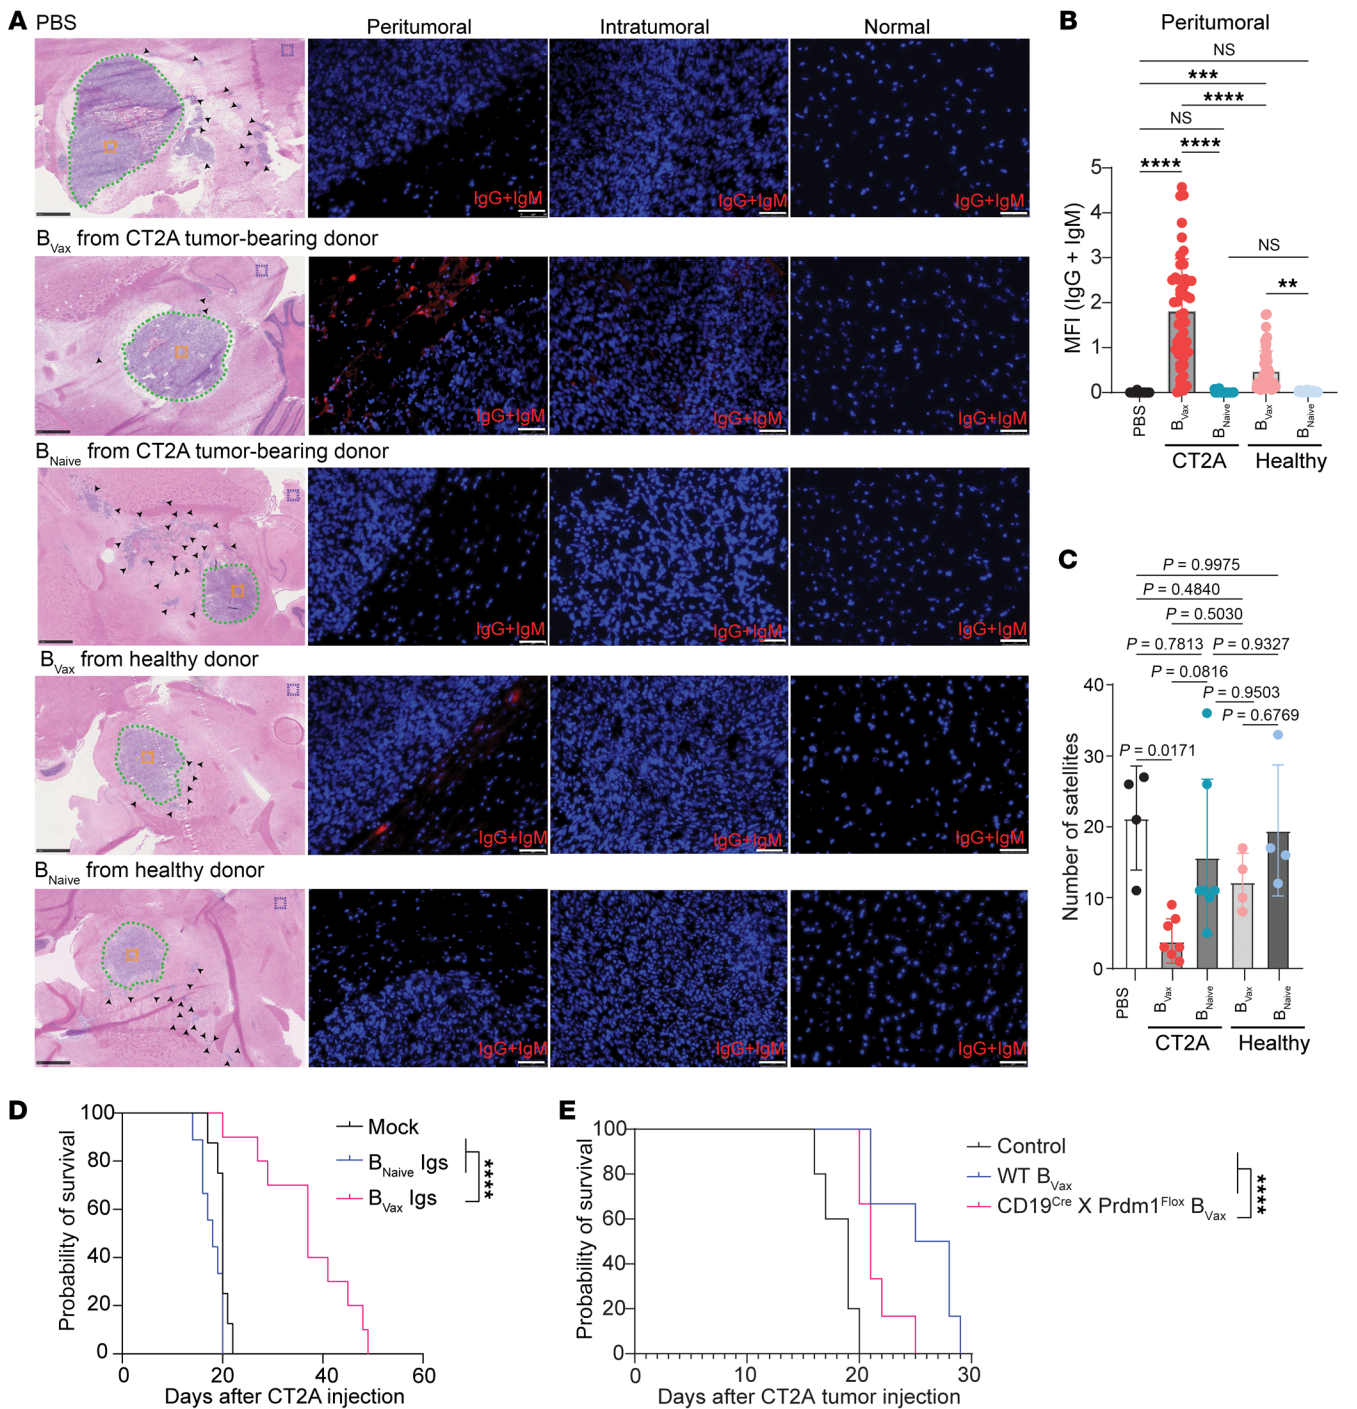 A
PBS
Peritumoral
Intratumoral
Normal
IgG+IgM
IgG+IgM
IgG+IgM
BVax from CT2A tumor-bearing donor
IgG+IgM
IgG+IgM
IgG+IgM
BNaive from CT2A tumor-bearing donor
IgG+IgM
IgG+IgM
IgG+IgM
BVax from healthy donor
IgG+IgM
IgG+IgM
IgG+IgM
BNaive from healthy donor
IgG+IgM
IgG+IgM
IgG+IgM
B
Peritumoral
NS
***
****
NS
****
****
NS
**
MFI (IgG + IgM)
5
4
3
2
1
0
PBS
BVax
BNaive
BVax
BNaive
CT2A
Healthy
C
P = 0.9975
P = 0.4840
P = 0.5030
P = 0.7813
P = 0.9327
P = 0.0816
P = 0.9503
P = 0.6769
P = 0.0171
Number of satellites
40
30
20
10
0
PBS
BVax
BNaive
BVax
BNaive
CT2A
Healthy
D
Probability of survival
100
80
60
40
20
0
0
20
40
60
Days after CT2A injection
Mock
BNaive Igs
BVax Igs
****
E
Probability of survival
100
80
60
40
20
0
0
10
20
30
Days after CT2A tumor injection
Control
WT BVax
CD19Cre X Prdm1Flox BVax
****